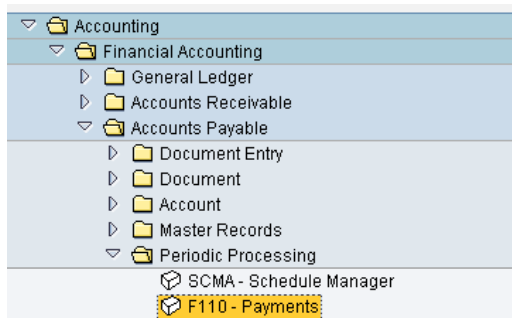 Accounting
Financial Accounting
General Ledger
Accounts Receivable
Accounts Payable
Document Entry
Document
Account
Master Records
Periodic Processing
SCMA - Schedule Manager
F110 - Payments